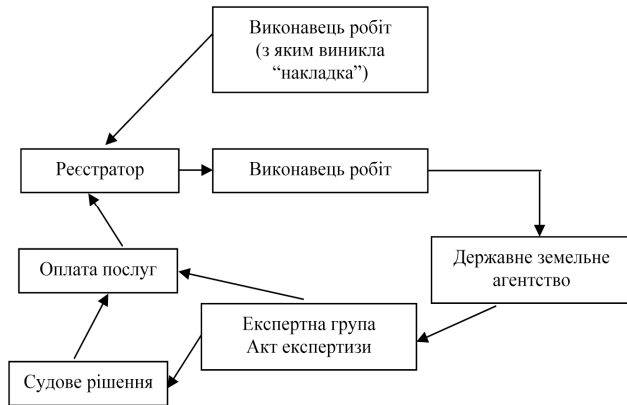 Виконавець робіт
(з яким виникла
“накладка”)
Реєстратор
Виконавець робіт
Оплата послуг
Державне земельне
агентство
Експертна група
Акт експертизи
Судове рішення